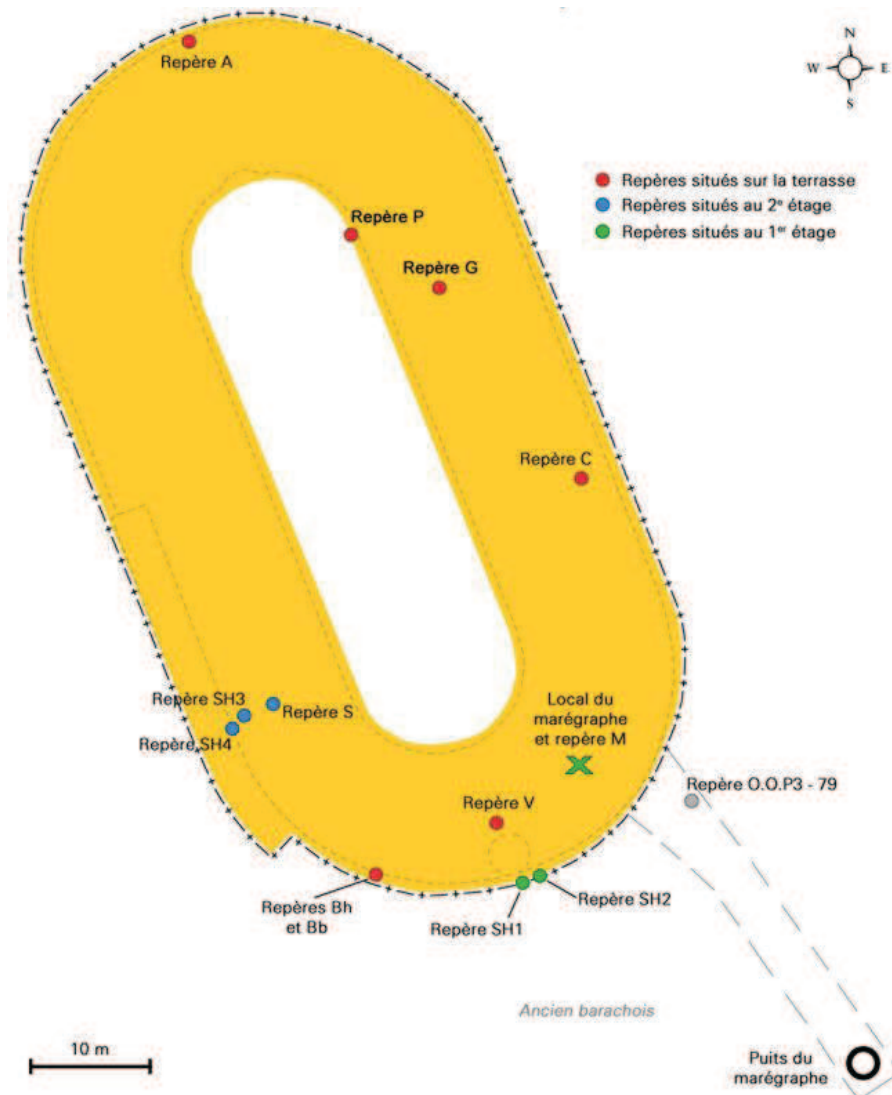 Repère A
N
W
E
S
Repères situés sur la terrasse
Repères situés au 2e étage
Repères situés au 1er étage
Repère P
Repère G
Repère C
Repère SH3
Repère S
Repère SH4
Local du
marégraphe
et repère M
Repère O.O.P3 - 79
Repère V
Repères Bh
et Bb
Repère SH1
Repère SH2
Ancien barachois
10 m
Puits du
marégraphe